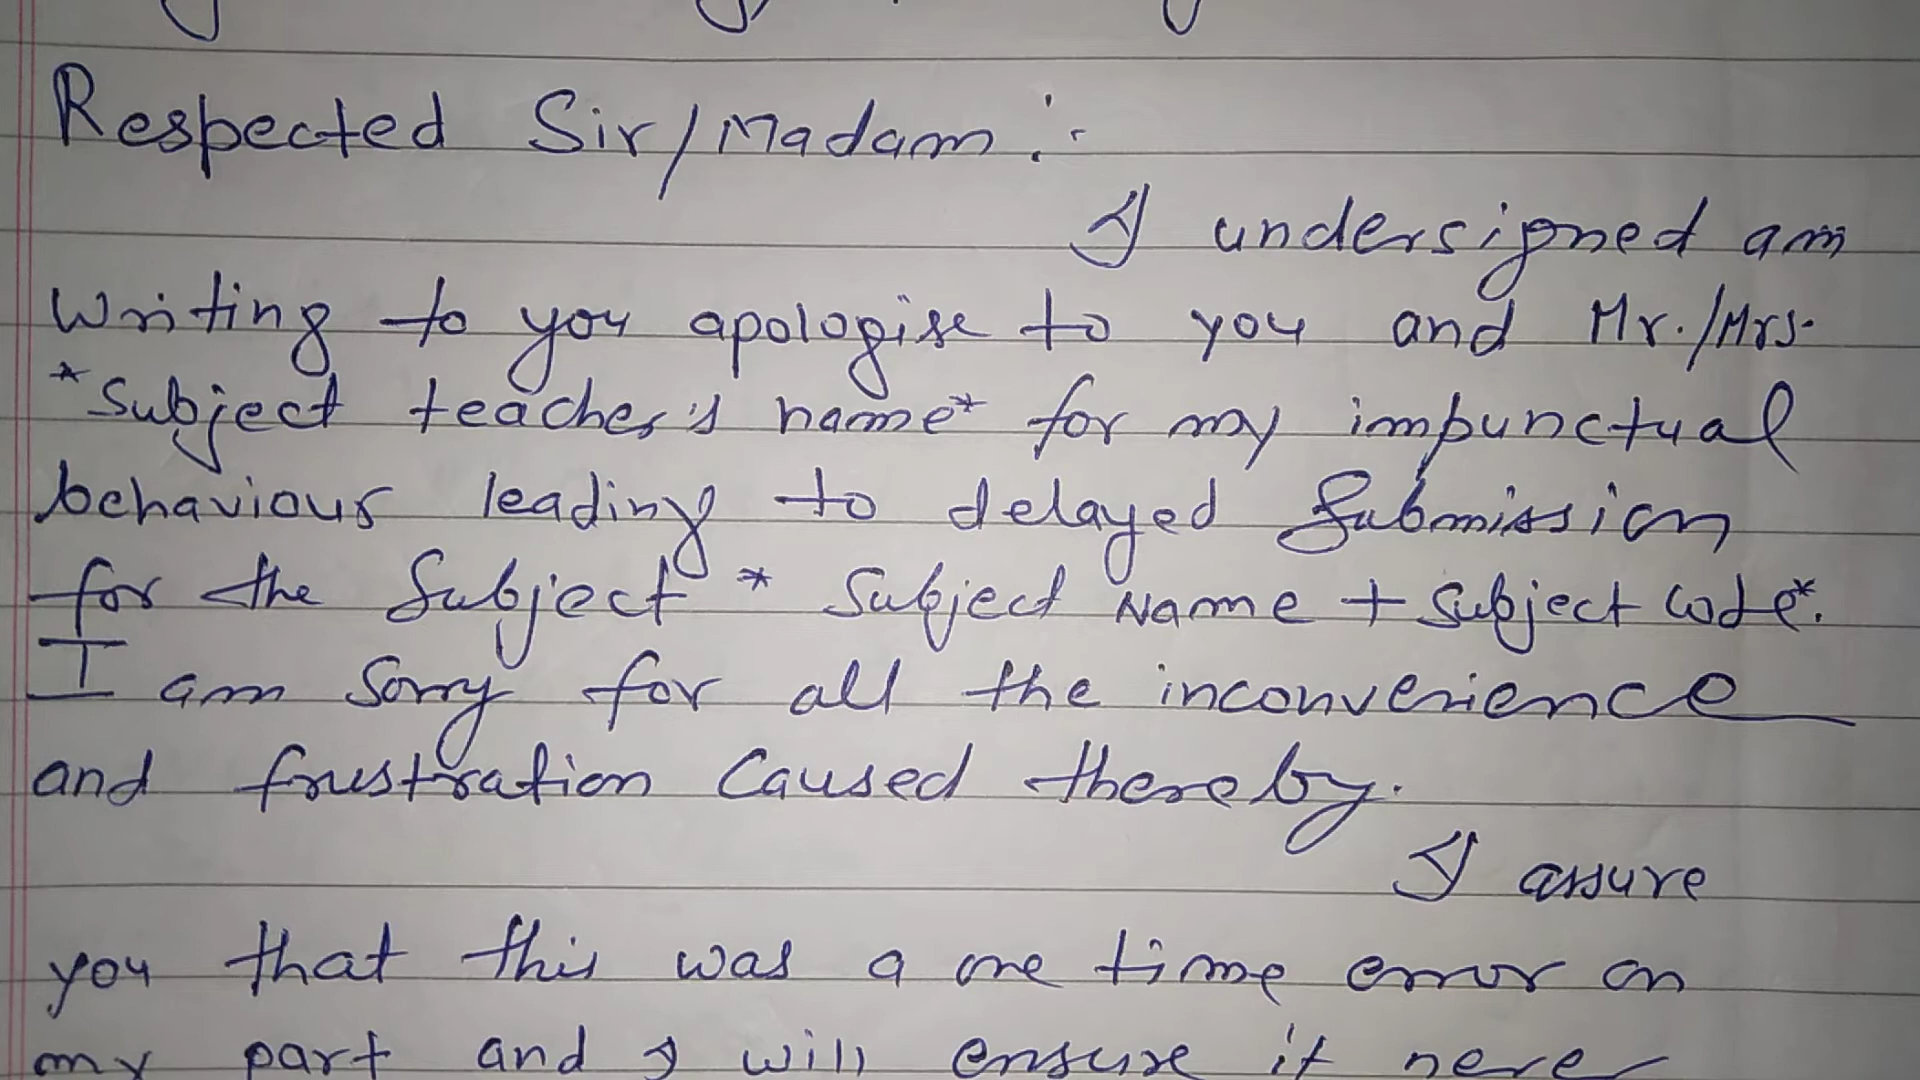 Respected Sir/Madam :
I undersigned am
writing to you apologise to you and Mr./Mrs.
*Subject teacher's name* for my impunctual
behaviour leading to delayed Submission
for the Subject * Subject Name + Subject Code*.
I am Sorry for all the inconvenience
and frustration Caused thereby.
I assure
you that this was a one time error on
my part and I will ensure it never